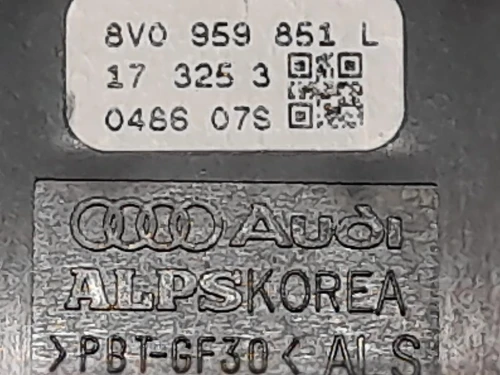 8V0 959 851 L
17 325 3
0486 07S
Audi
ALPSKOREA
>PBT-GF30< ALS